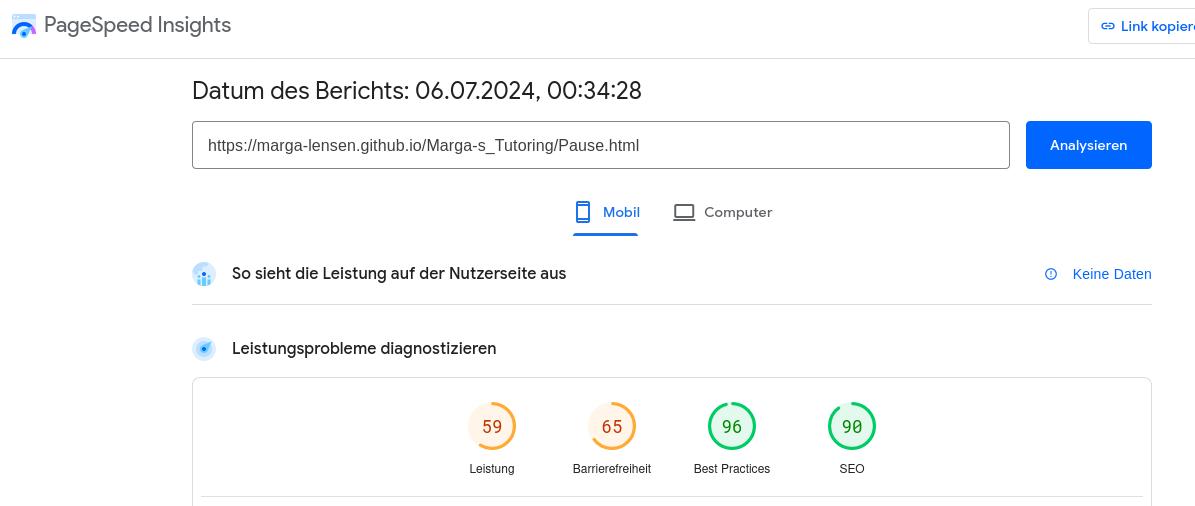 PageSpeed Insights
Link kopier
Datum des Berichts: 06.07.2024, 00:34:28
https://marga-lensen.github.io/Marga-s_Tutoring/Pause.html
Analysieren
Mobil
Computer
So sieht die Leistung auf der Nutzerseite aus
Keine Daten
Leistungsprobleme diagnostizieren
59
65
96
90
Leistung
Barrierefreiheit
Best Practices
SEO